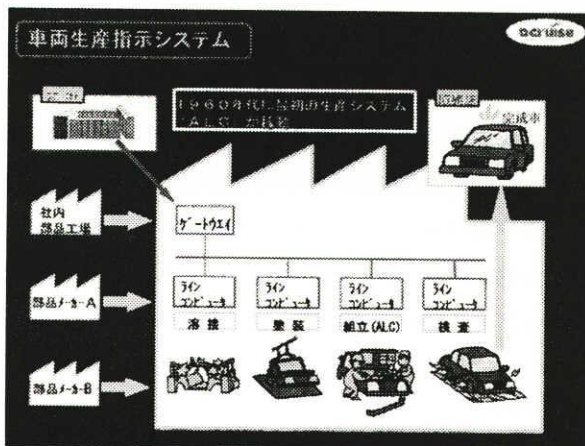 車両生産指示システム
acruise
1960年代に最初の生産システム
「ALC」が稼装
完成車
社内
部品工場
ゲートウエイ
部品メーカーA
ライン
コンピュータ
ライン
コンピュータ
ライン
コンピュータ
ライン
コンピュータ
溶接
塗装
組立(ALC)
検査
部品メーカーB